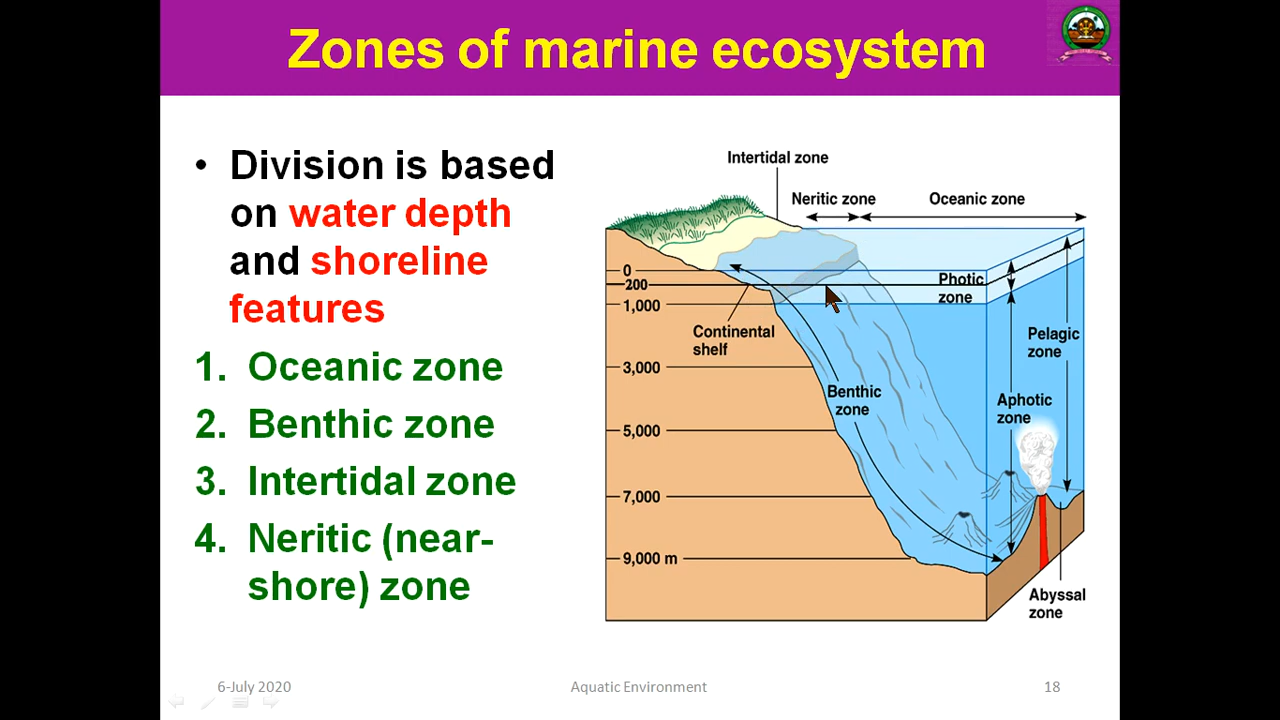 Zones of marine ecosystem
• Division is based
on water depth
and shoreline
features
1. Oceanic zone
2. Benthic zone
3. Intertidal zone
4. Neritic (near-
shore) zone
Intertidal zone
Neritic zone
Oceanic zone
0
200
1,000
Photic
zone
Continental
shelf
Pelagic
zone
3,000
Benthic
zone
Aphotic
zone
5,000
7,000
9,000 m
Abyssal
zone
6-July 2020
Aquatic Environment
18